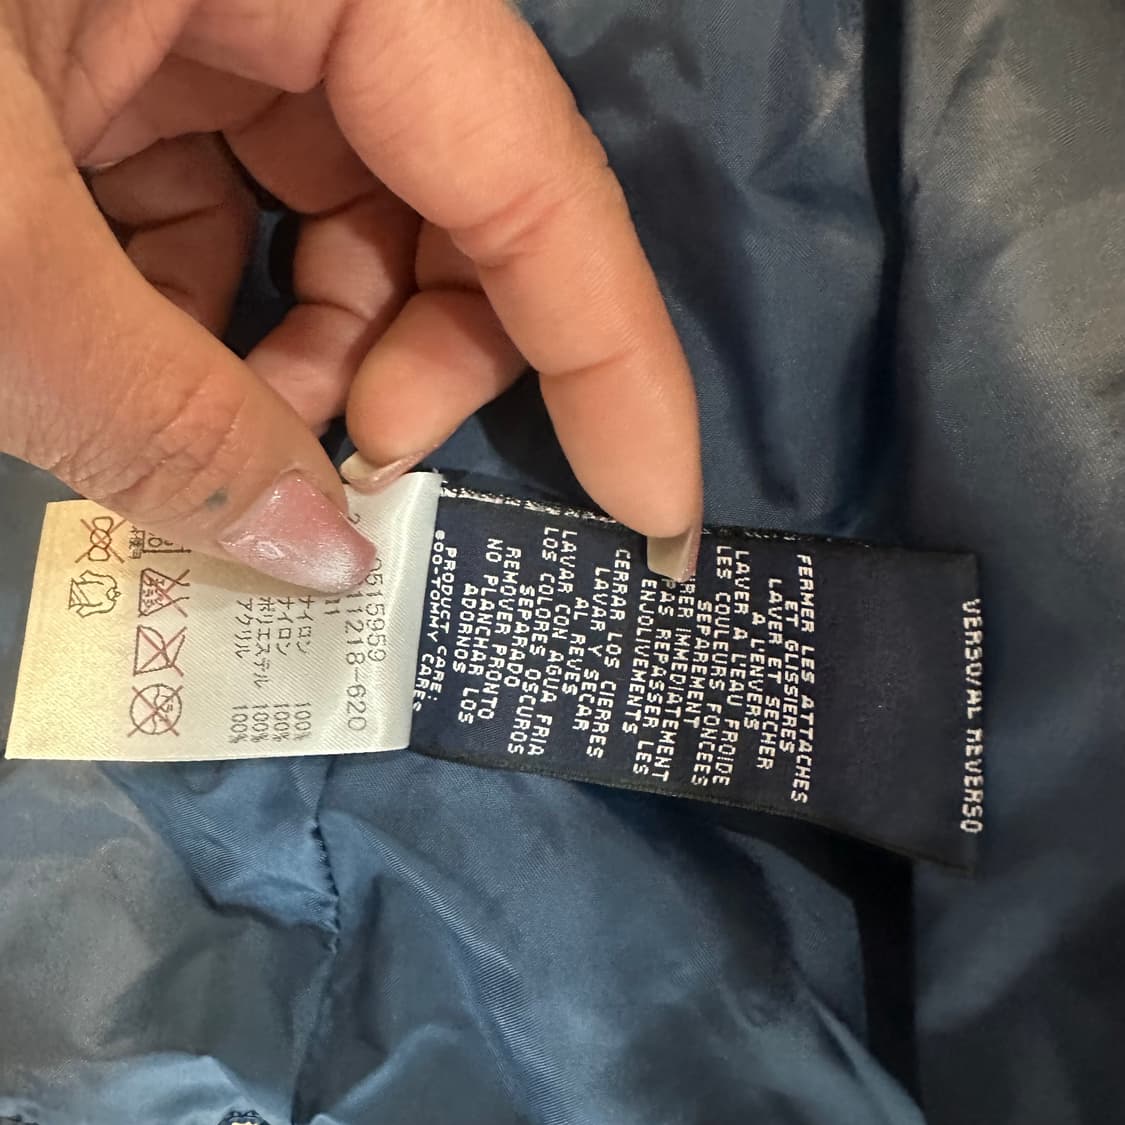 VERSO/AL REVERSO
FERMER LES ATTACHES
ET GLISSIERES
LAVER ET SECHER
A L'ENVERS
LAVER A L'EAU FROIDE
LES COULEURS FONCEES
SEPAREMENT
IMMEDIATEMENT
PAS REPASSER LES
ENJOLIVEMENTS
CERRAR LOS CIERRES
LAVAR Y SECAR
AL REVES
LAVAR CON AGUA FRIA
LOS COLORES OSCUROS
SEPARADO
REMOVER PRONTO
NO PLANCHAR LOS
ADORNOS
PRODUCT CARE:
800-TOMMY CARES
0515959
1218-620
ナイロン 100%
ナイロン 100%
ポリエステル 100%
アクリル 100%